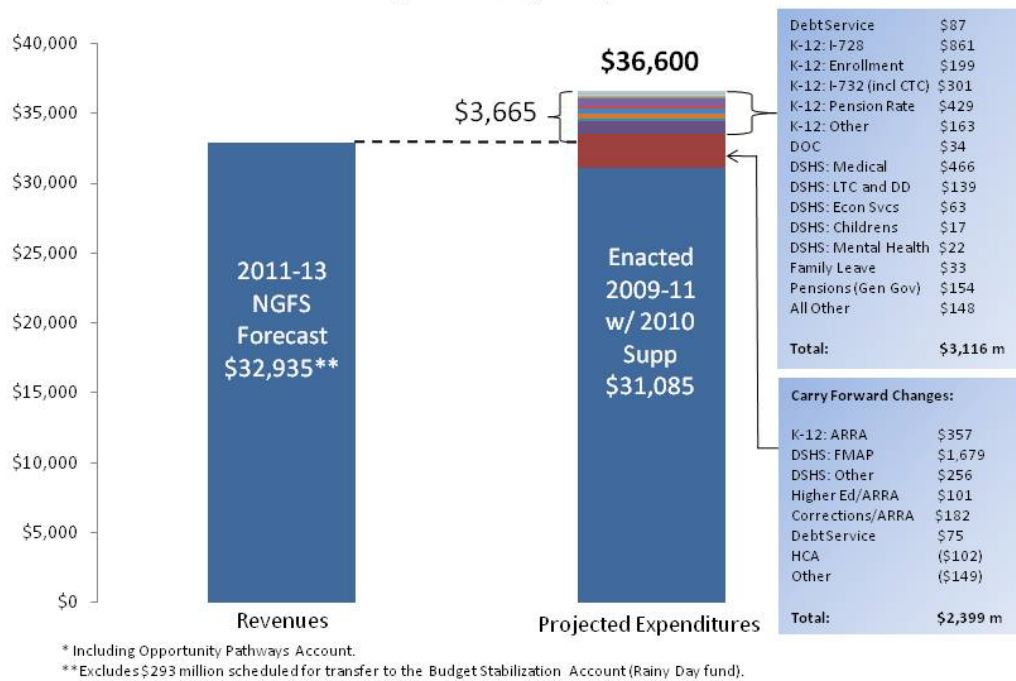 $40,000
$35,000
$30,000
$25,000
$20,000
$15,000
$10,000
$5,000
$0
2011-13
NGFS
Forecast
$32,935**
Revenues
$3,665
$36,600
Enacted
2009-11
w/ 2010
Supp
$31,085
Projected Expenditures
Debt Service $87
K-12: I-728 $861
K-12: Enrollment $199
K-12: I-732 (incl CTC) $301
K-12: Pension Rate $429
K-12: Other $163
DOC $34
DSHS: Medical $466
DSHS: LTC and DD $139
DSHS: Econ Svcs $63
DSHS: Childrens $17
DSHS: Mental Health $22
Family Leave $33
Pensions (Gen Gov) $154
All Other $148
Total: $3,116 m
Carry Forward Changes:
K-12: ARRA $357
DSHS: FMAP $1,679
DSHS: Other $256
Higher Ed/ARRA $101
Corrections/ARRA $182
Debt Service $75
HCA ($102)
Other ($149)
Total: $2,399 m
* Including Opportunity Pathways Account.
**Excludes $293 million scheduled for transfer to the Budget Stabilization Account (Rainy Day fund).